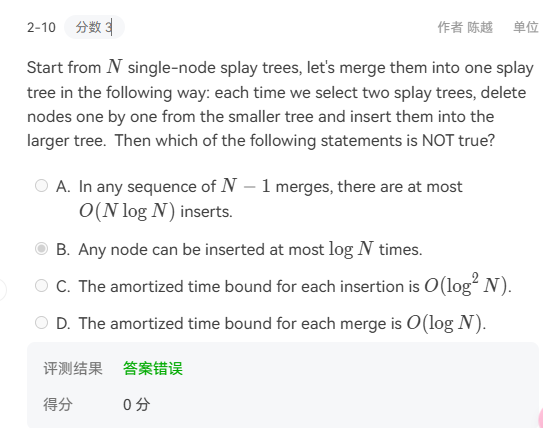 2-10 分数 3 作者 陈越 单位
Start from N single-node splay trees, let's merge them into one splay
tree in the following way: each time we select two splay trees, delete
nodes one by one from the smaller tree and insert them into the
larger tree. Then which of the following statements is NOT true?
A. In any sequence of N − 1 merges, there are at most
O(N log N) inserts.
B. Any node can be inserted at most log N times.
C. The amortized time bound for each insertion is O(log² N).
D. The amortized time bound for each merge is O(log N).
评测结果 答案错误
得分 0 分